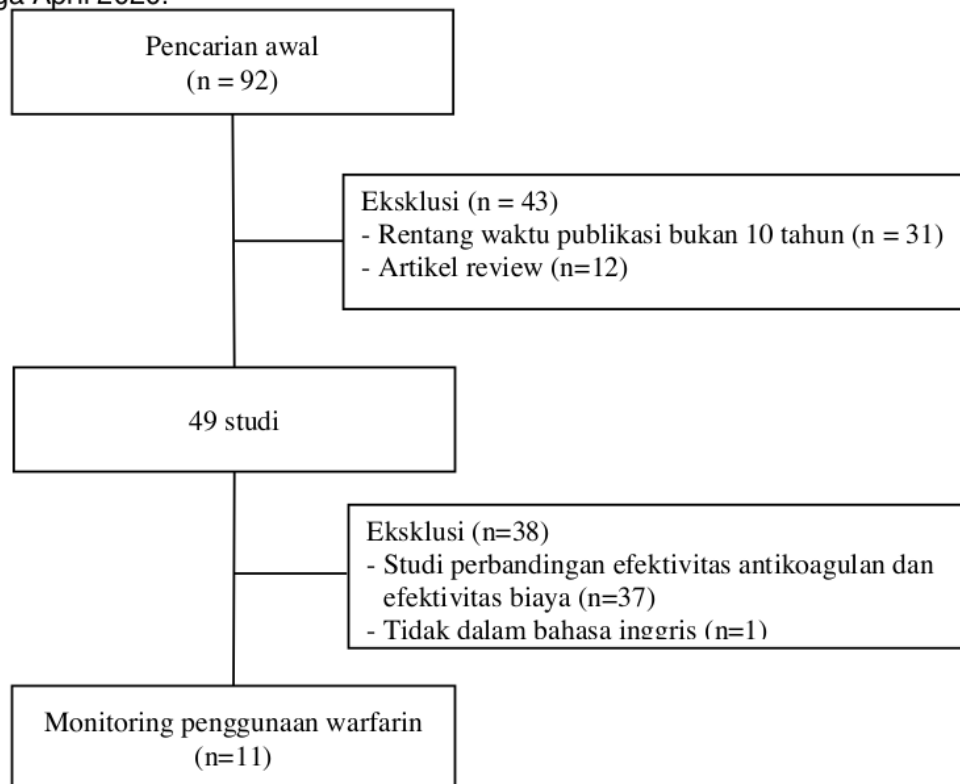 Pencarian awal
(n = 92)
Eksklusi (n = 43)
- Rentang waktu publikasi bukan 10 tahun (n = 31)
- Artikel review (n=12)
49 studi
Eksklusi (n=38)
- Studi perbandingan efektivitas antikoagulan dan
efektivitas biaya (n=37)
- Tidak dalam bahasa inggris (n=1)
Monitoring penggunaan warfarin
(n=11)